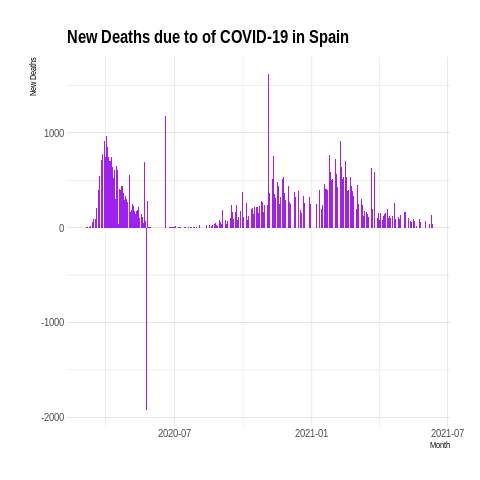 New Deaths due to of COVID-19 in Spain
New Deaths
1000
0
-1000
-2000
2020-07
2021-01
2021-07
Month